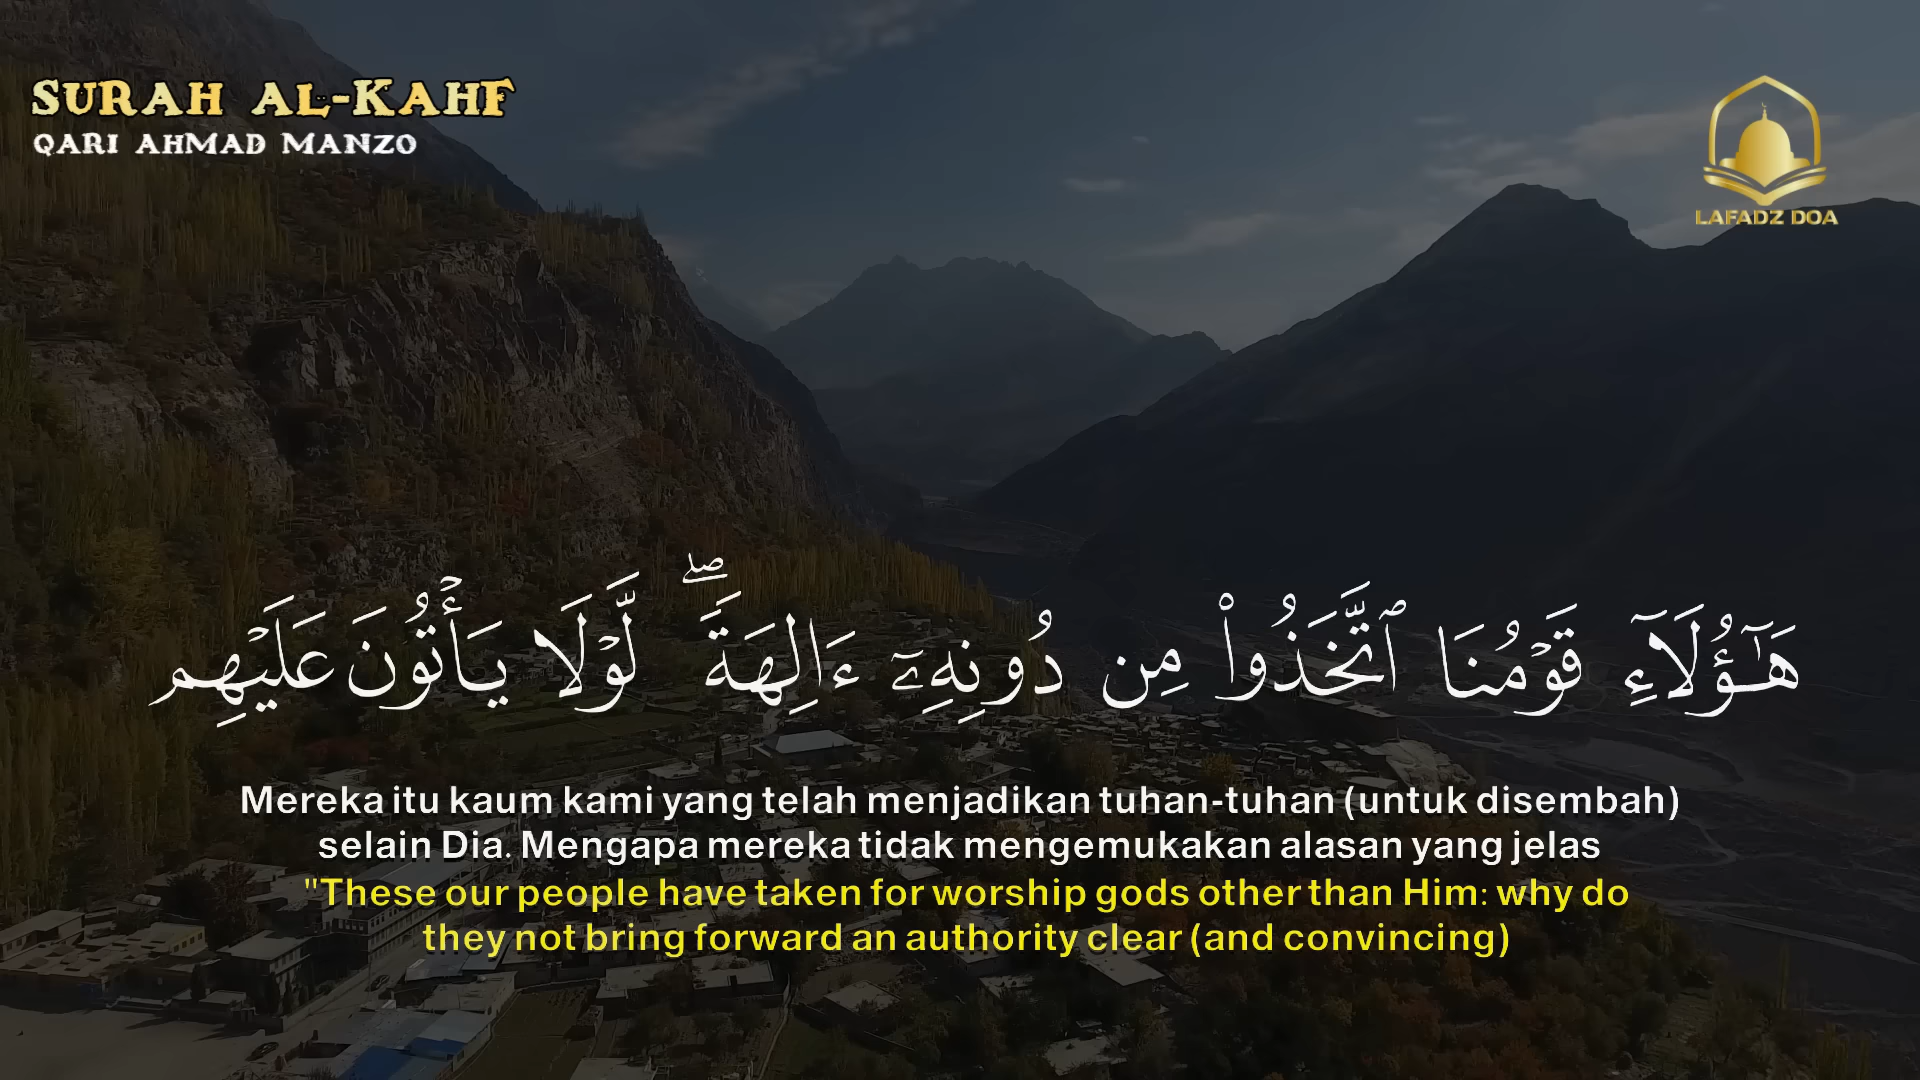 SURAH AL-KAHF
QARI AHMAD MANZO
LAFADZ DOA
هَـٰٓؤُلَآءِ قَوْمُنَا ٱتَّخَذُوا۟ مِن دُونِهِۦٓ ءَالِهَةً ۖ لَّوْلَا يَأْتُونَ عَلَيْهِم
Mereka itu kaum kami yang telah menjadikan tuhan-tuhan (untuk disembah)
selain Dia. Mengapa mereka tidak mengemukakan alasan yang jelas
"These our people have taken for worship gods other than Him: why do
they not bring forward an authority clear (and convincing)